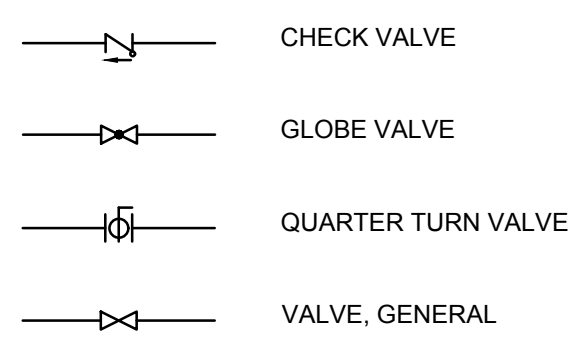 CHECK VALVE
GLOBE VALVE
QUARTER TURN VALVE
VALVE, GENERAL